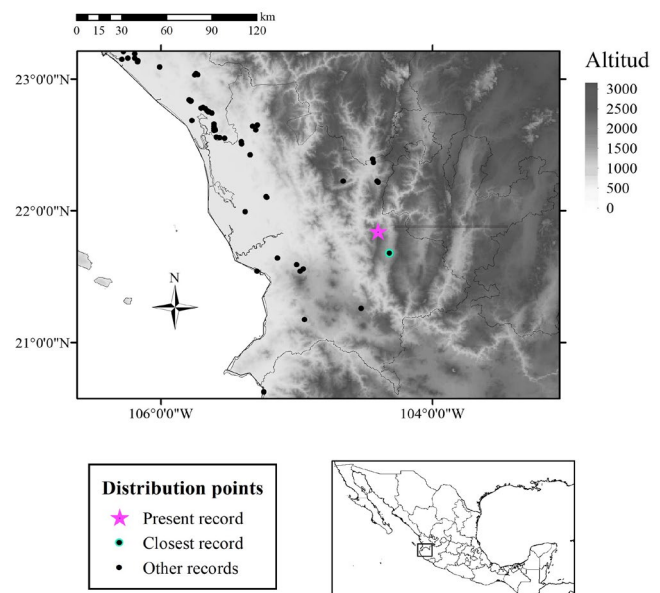 km
0 15 30 60 90 120
Altitud
23°0'0"N
22°0'0"N
21°0'0"N
3000
2500
2000
1500
1000
500
0
N
106°0'0"W
104°0'0"W
Distribution points
Present record
Closest record
Other records